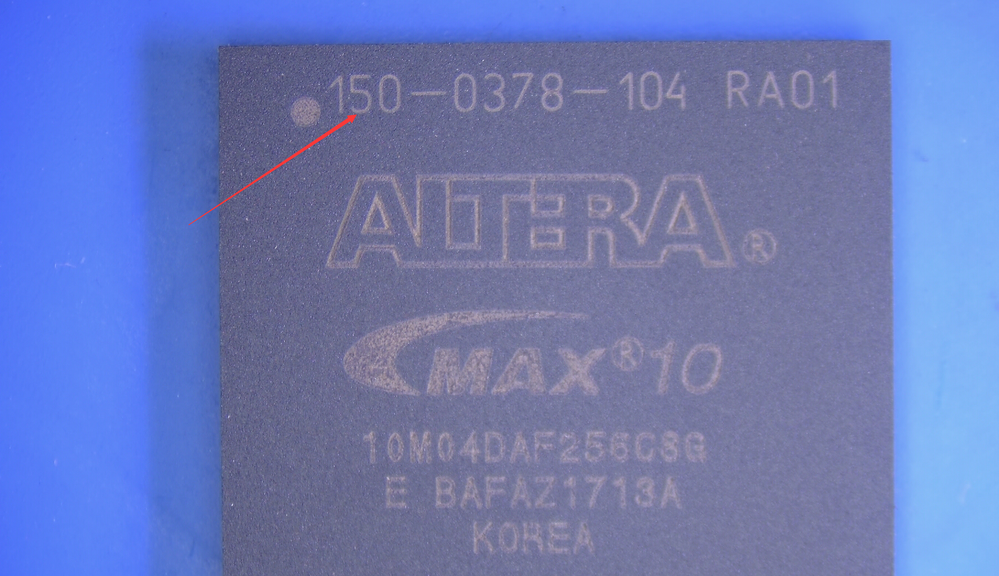 150-0378-104 RA01
ALTERA®
MAX®10
10M04DAF256C8G
E BAFAZ1713A
KOREA